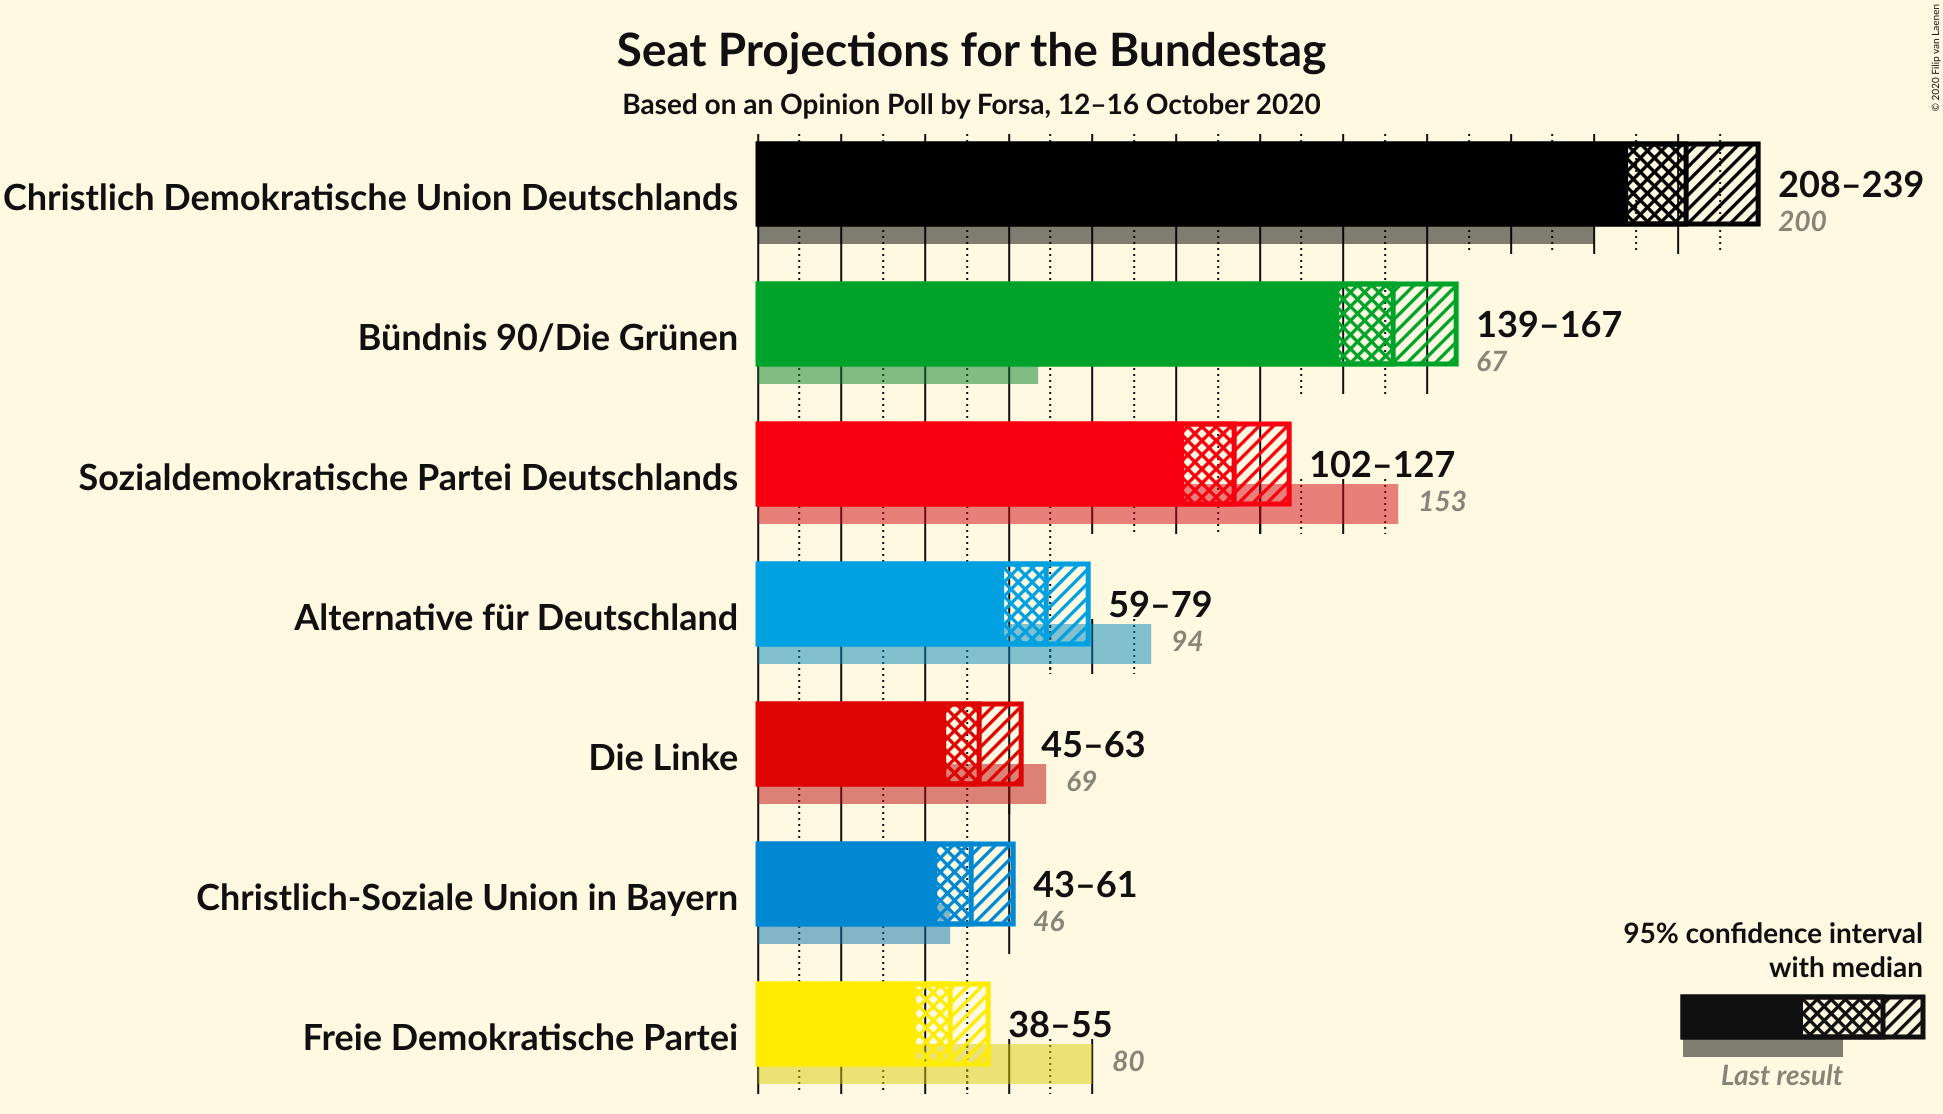 Seat Projections for the Bundestag
Based on an Opinion Poll by Forsa, 12–16 October 2020
© 2020 Filip van Laenen
Christlich Demokratische Union Deutschlands
208–239
200
Bündnis 90/Die Grünen
139–167
67
Sozialdemokratische Partei Deutschlands
102–127
153
Alternative für Deutschland
59–79
94
Die Linke
45–63
69
Christlich-Soziale Union in Bayern
43–61
46
Freie Demokratische Partei
38–55
80
95% confidence interval
with median
Last result